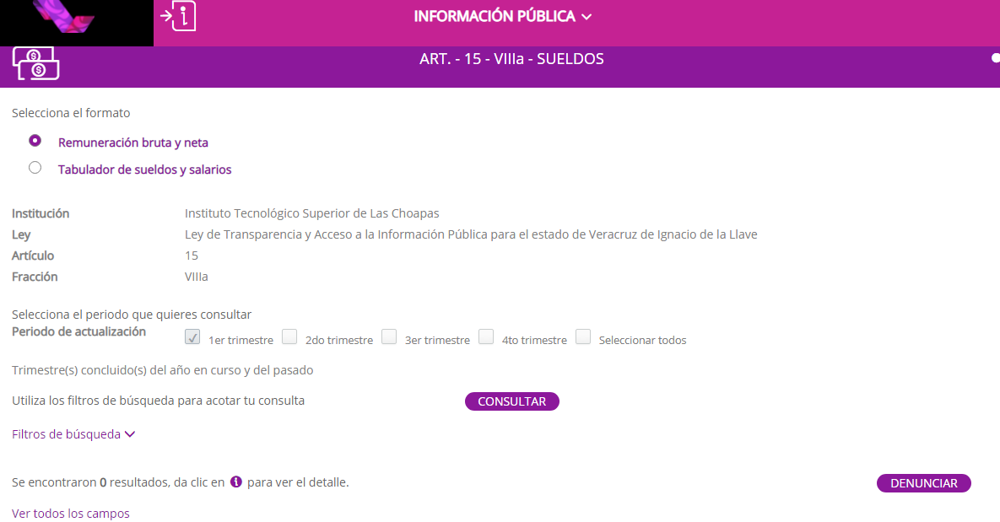 INFORMACIÓN PÚBLICA
ART. - 15 - VIIIa - SUELDOS
Selecciona el formato
Remuneración bruta y neta
Tabulador de sueldos y salarios
Institución Instituto Tecnológico Superior de Las Choapas
Ley Ley de Transparencia y Acceso a la Información Pública para el estado de Veracruz de Ignacio de la Llave
Artículo 15
Fracción VIIIa
Selecciona el periodo que quieres consultar
Periodo de actualización 1er trimestre 2do trimestre 3er trimestre 4to trimestre Seleccionar todos
Trimestre(s) concluido(s) del año en curso y del pasado
Utiliza los filtros de búsqueda para acotar tu consulta CONSULTAR
Filtros de búsqueda
Se encontraron 0 resultados, da clic en i para ver el detalle. DENUNCIAR
Ver todos los campos